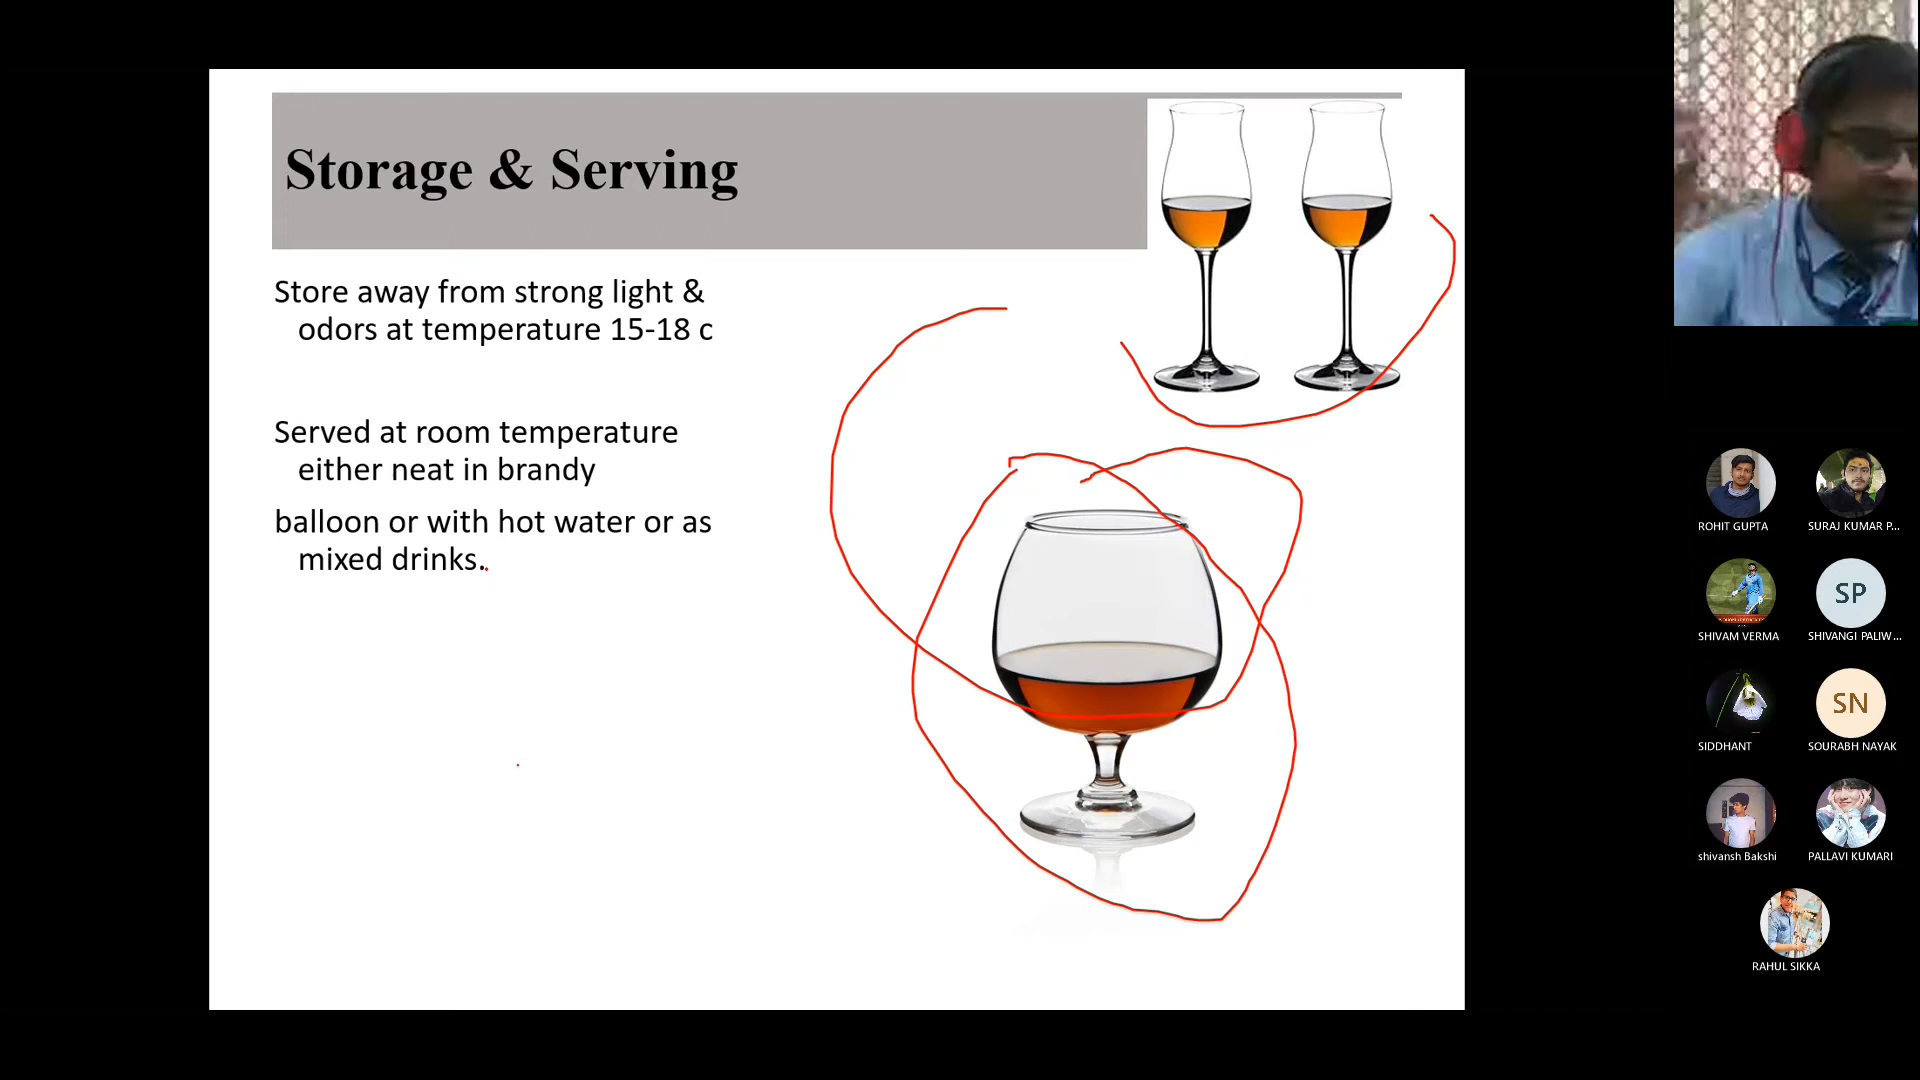 Storage & Serving
Store away from strong light &
odors at temperature 15-18 c
Served at room temperature
either neat in brandy
balloon or with hot water or as
mixed drinks.
ROHIT GUPTA
SURAJ KUMAR P...
SHIVAM VERMA
SP
SHIVANGI PALIW...
SIDDHANT
SN
SOURABH NAYAK
shivansh Bakshi
PALLAVI KUMARI
RAHUL SIKKA